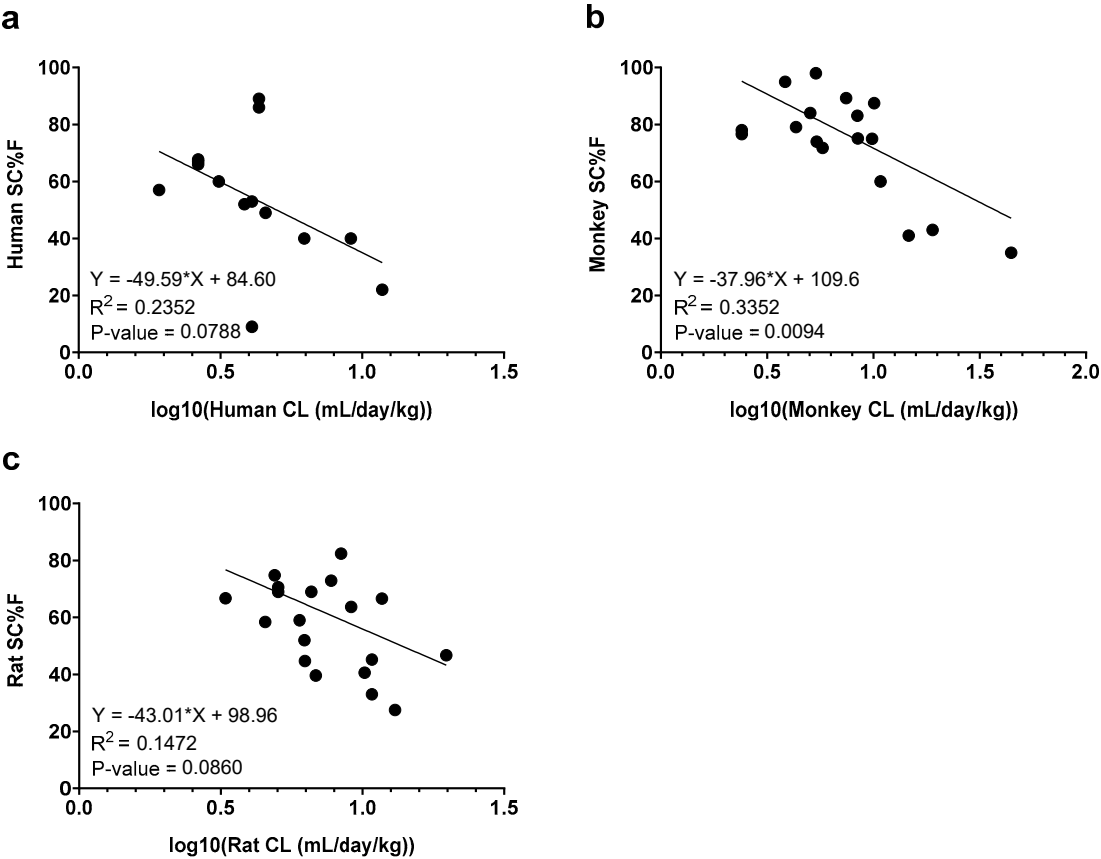 a
100
80
60
40
20
0
Human SC%F
Y = -49.59*X + 84.60
R² = 0.2352
P-value = 0.0788
0.0 0.5 1.0 1.5
log10(Human CL (mL/day/kg))
b
100
80
60
40
20
0
Monkey SC%F
Y = -37.96*X + 109.6
R² = 0.3352
P-value = 0.0094
0.0 0.5 1.0 1.5 2.0
log10(Monkey CL (mL/day/kg))
c
100
80
60
40
20
0
Rat SC%F
Y = -43.01*X + 98.96
R² = 0.1472
P-value = 0.0860
0.0 0.5 1.0 1.5
log10(Rat CL (mL/day/kg))